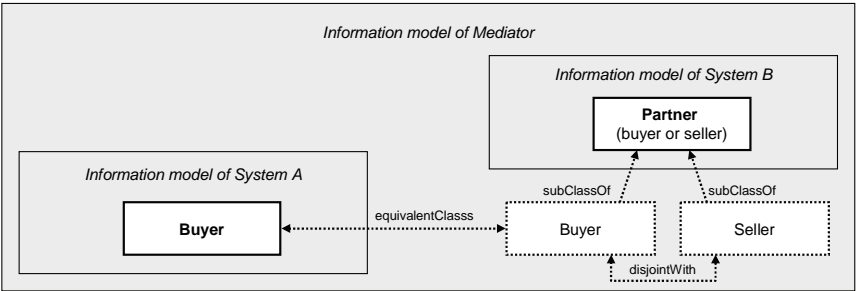 Information model of Mediator
Information model of System B
Partner
(buyer or seller)
Information model of System A
subClassOf
subClassOf
Buyer
equivalentClasss
Buyer
Seller
disjointWith